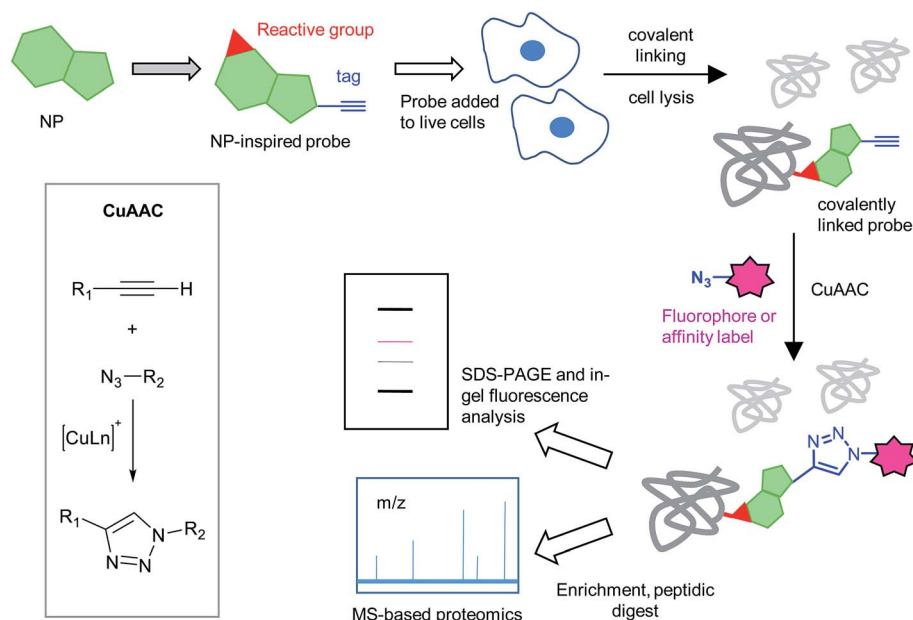 NP
Reactive group
tag
NP-inspired probe
Probe added
to live cells
covalent
linking
cell lysis
covalently
linked probe
N3
Fluorophore or
affinity label
CuAAC
N
N
N
SDS-PAGE and in-
gel fluorescence
analysis
m/z
MS-based proteomics
Enrichment, peptidic
digest
CuAAC
R1
H
+
N3—R2
[CuLn]+
R1
N
R2
N
N